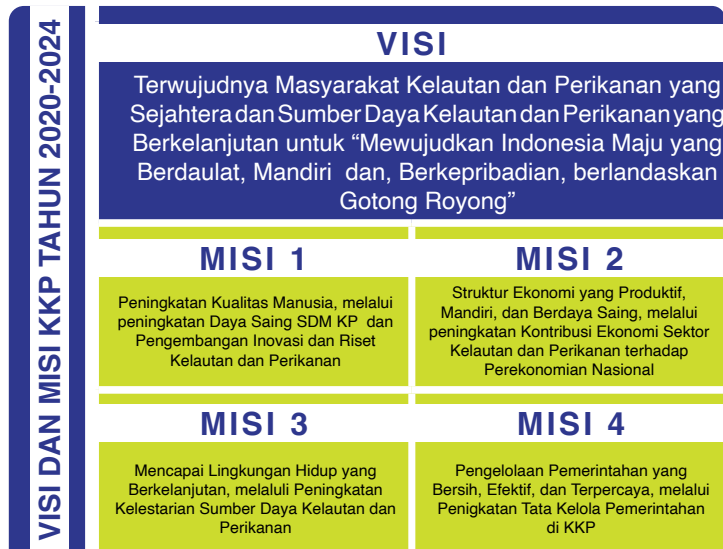 VISI DAN MISI KKP TAHUN 2020-2024
VISI
Terwujudnya Masyarakat Kelautan dan Perikanan yang
Sejahtera dan Sumber Daya Kelautan dan Perikanan yang
Berkelanjutan untuk “Mewujudkan Indonesia Maju yang
Berdaulat, Mandiri dan, Berkepribadian, berlandaskan
Gotong Royong”
MISI 1
Peningkatan Kualitas Manusia, melalui
peningkatan Daya Saing SDM KP dan
Pengembangan Inovasi dan Riset
Kelautan dan Perikanan
MISI 2
Struktur Ekonomi yang Produktif,
Mandiri, dan Berdaya Saing, melalui
peningkatan Kontribusi Ekonomi Sektor
Kelautan dan Perikanan terhadap
Perekonomian Nasional
MISI 3
Mencapai Lingkungan Hidup yang
Berkelanjutan, melaluli Peningkatan
Kelestarian Sumber Daya Kelautan dan
Perikanan
MISI 4
Pengelolaan Pemerintahan yang
Bersih, Efektif, dan Terpercaya, melalui
Penigkatan Tata Kelola Pemerintahan
di KKP